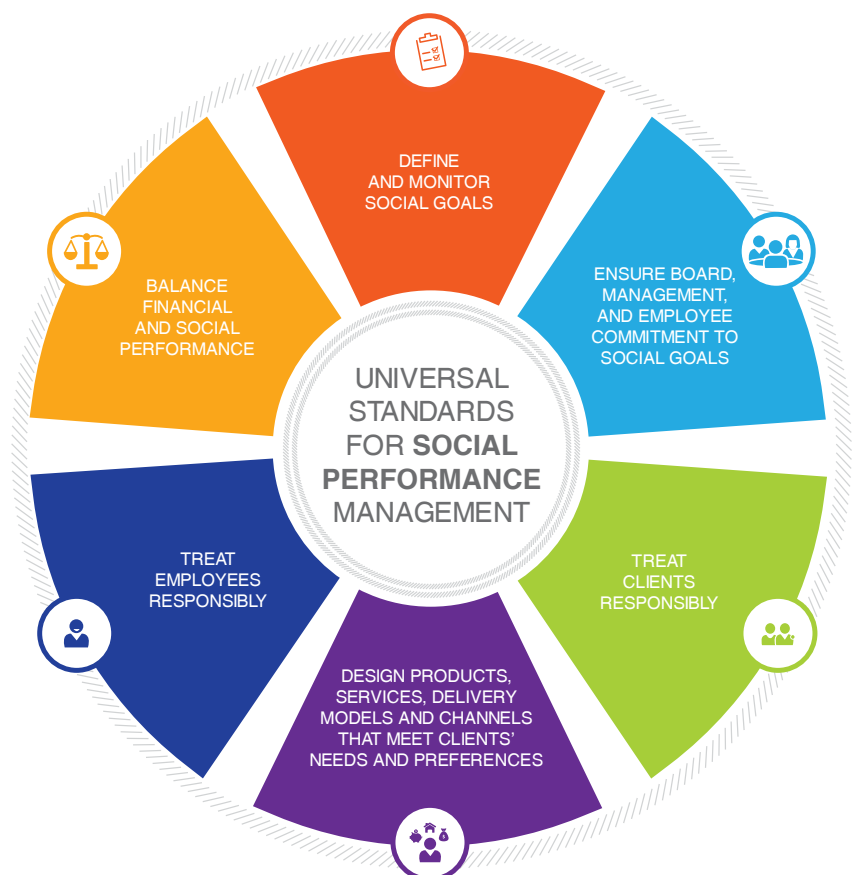 DEFINE
AND MONITOR
SOCIAL GOALS
ENSURE BOARD,
MANAGEMENT,
AND EMPLOYEE
COMMITMENT TO
SOCIAL GOALS
TREAT
CLIENTS
RESPONSIBLY
DESIGN PRODUCTS,
SERVICES, DELIVERY
MODELS AND CHANNELS
THAT MEET CLIENTS’
NEEDS AND PREFERENCES
TREAT
EMPLOYEES
RESPONSIBLY
BALANCE
FINANCIAL
AND SOCIAL
PERFORMANCE
UNIVERSAL
STANDARDS
FOR SOCIAL
PERFORMANCE
MANAGEMENT